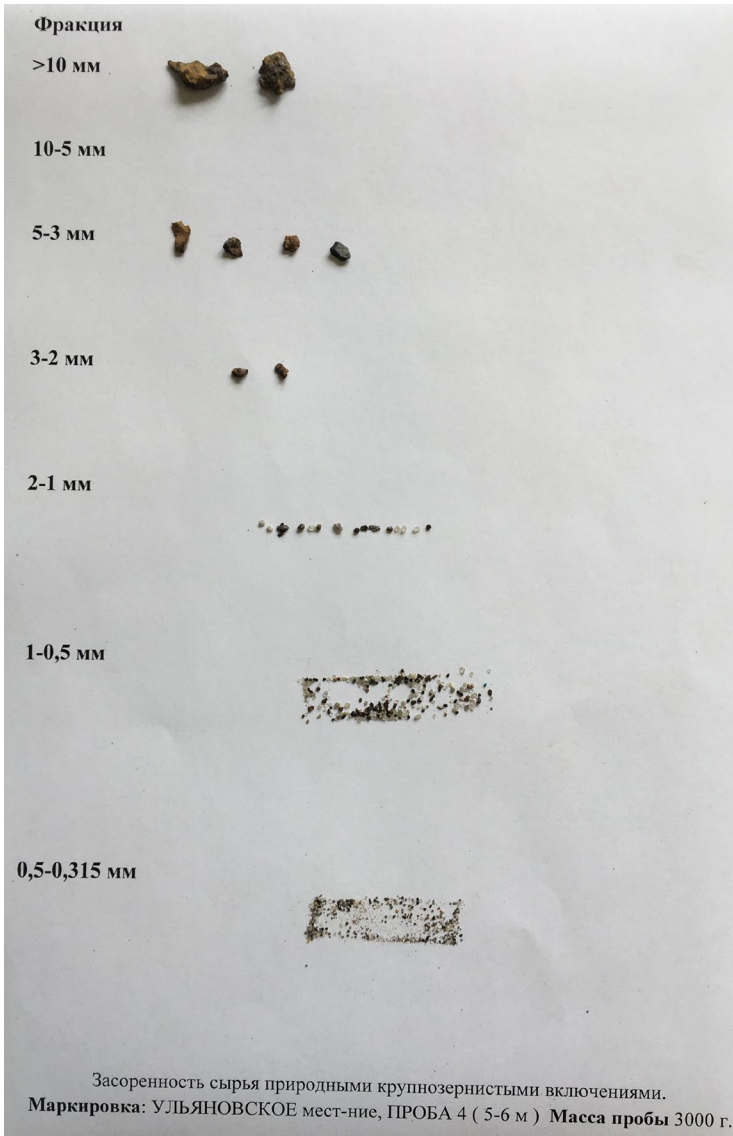 Фракция
>10 мм
10-5 мм
5-3 мм
3-2 мм
2-1 мм
1-0,5 мм
0,5-0,315 мм
Засоренность сырья природными крупнозернистыми включениями.
Маркировка: УЛЬЯНОВСКОЕ мест-ние, ПРОБА 4 ( 5-6 м ) Масса пробы 3000 г.